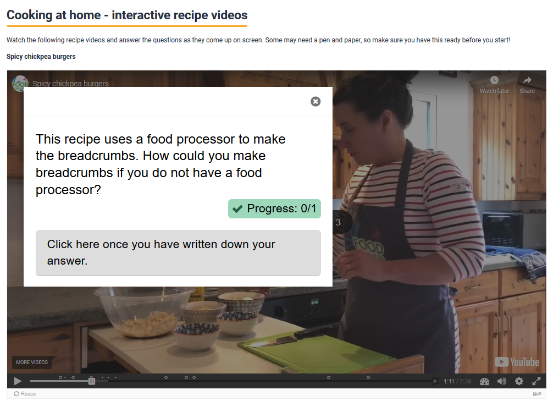 Cooking at home - interactive recipe videos
Watch the following recipe videos and answer the questions as they come up on screen. Some may need a pen and paper, so make sure you have this ready before you start!
Spicy chickpea burgers
Spicy chickpea burgers
Watch Later
Share
This recipe uses a food processor to make
the breadcrumbs. How could you make
breadcrumbs if you do not have a food
processor?
Progress: 0/1
Click here once you have written down your
answer.
3
FOOD
MORE VIDEOS
YouTube
1:11
Reuse